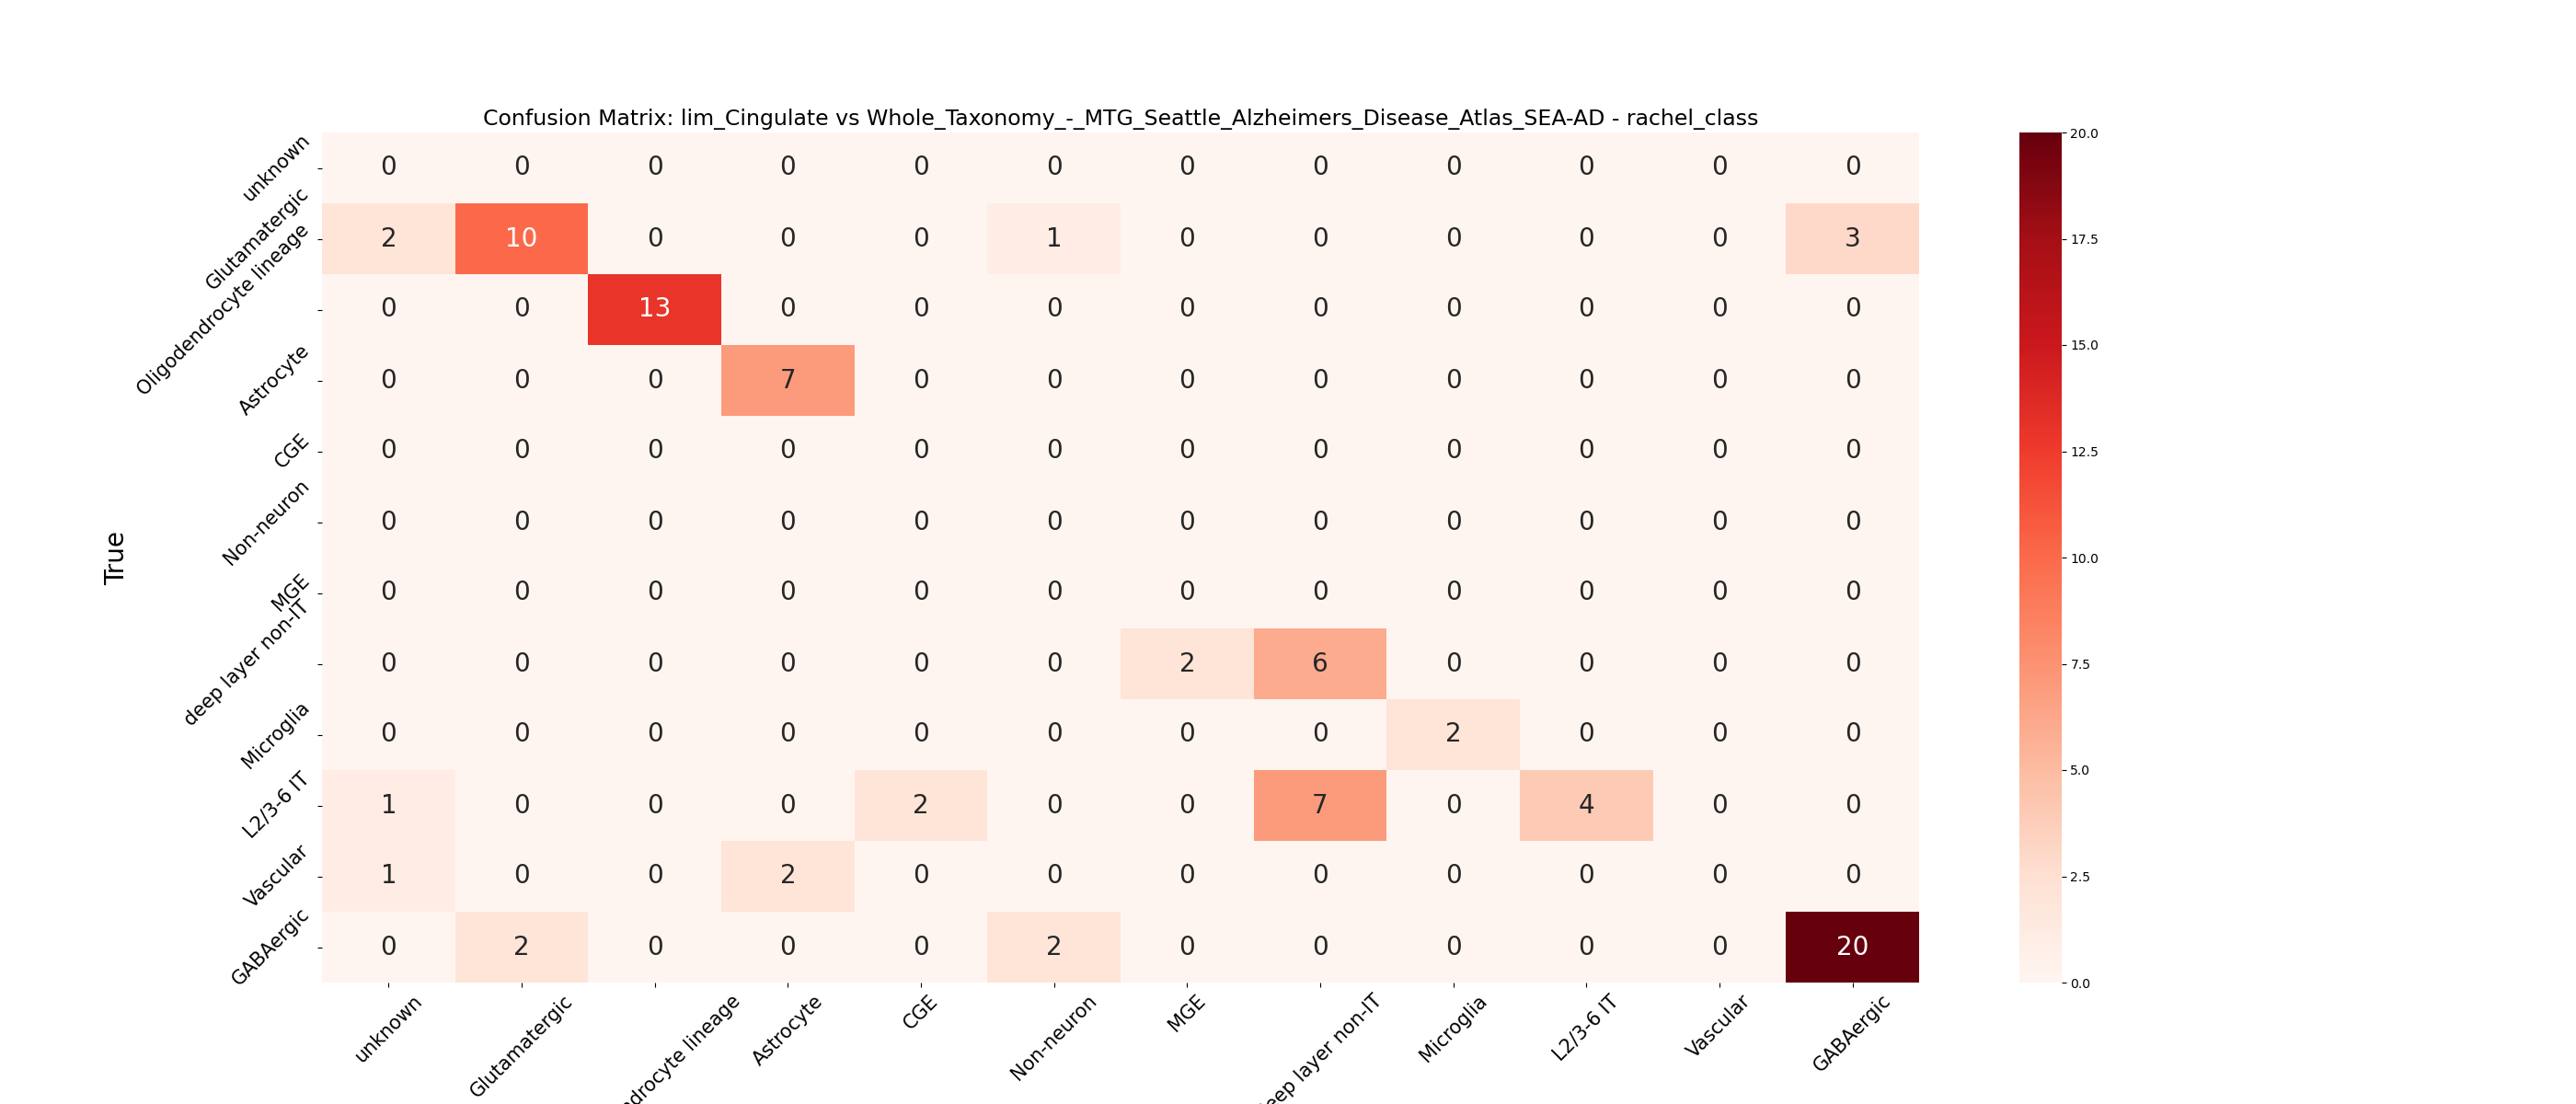 Confusion Matrix: lim_Cingulate vs Whole_Taxonomy_-_MTG_Seattle_Alzheimers_Disease_Atlas_SEA-AD - rachel_class
True
unknown 0 0 0 0 0 0 0 0 0 0 0 0
Glutamatergic 2 10 0 0 0 1 0 0 0 0 0 3
Oligodendrocyte lineage 0 0 13 0 0 0 0 0 0 0 0 0
Astrocyte 0 0 0 7 0 0 0 0 0 0 0 0
CGE 0 0 0 0 0 0 0 0 0 0 0 0
Non-neuron 0 0 0 0 0 0 0 0 0 0 0 0
MGE 0 0 0 0 0 0 0 0 0 0 0 0
deep layer non-IT 0 0 0 0 0 0 2 6 0 0 0 0
Microglia 0 0 0 0 0 0 0 0 2 0 0 0
L2/3-6 IT 1 0 0 0 2 0 0 7 0 4 0 0
Vascular 1 0 0 2 0 0 0 0 0 0 0 0
GABAergic 0 2 0 0 0 2 0 0 0 0 0 20
unknown
Glutamatergic
lineage
Astrocyte
CGE
Non-neuron
MGE
layer non-IT
Microglia
L2/3-6 IT
Vascular
GABAergic
20.0
17.5
15.0
12.5
10.0
7.5
5.0
2.5
0.0